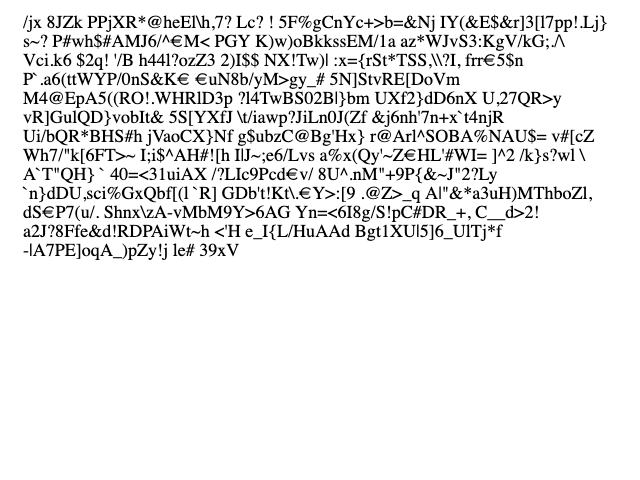 /jx 8JZk PPjXR*@heEl\h,7? Lc? ! 5F%gCnYc+>b=&Nj IY(&E$&r]3[l7pp!.Lj}
s~? P#wh$#AMJ6/^€M< PGY K)w)oBkkssEM/1a az*WJvS3:KgV/kG;./\
Vci.k6 $2q! '/B h44l?ozZ3 2)I$$ NX!'Tw)| :x={rSt*TSS,\\?I, frr€5$n
P`.a6(ttWYP/0nS&K€ €uN8b/yM>gy_# 5N]StvRE[DoVm
M4@EpA5((RO!.WHRlD3p ?l4TwBS02B|}bm UXf2}dD6nX U,27QR>y
vR]GulQD}vobIt& 5S[YXfJ \t/iawp?JiLn0J(Zf &j6nh'7n+x`t4njR
Ui/bQR*BHS#h jVaoCX}Nf g$ubzC@Bg'Hx} r@Arl^SOBA%NAU$= v#[cZ
Wh7/"k[6FT>~ I;i$^AH#![h I|J~;e6/Lvs a%x(Qy'~Z€HL'#WI= ]^2 /k}s?wl \
A`T"QH} ` 40=<31uiAX /?LIc9Pcd€v/ 8U^.nM"+9P{&~J"2?Ly
`n}dDU,sci%GxQbf[(l`R] GDb't!Kt\.€Y>:[9 .@Z>_q A|"&*a3uH)MThboZl,
dS€P7(u/. Shnx\zA-vMbM9Y>6AG Yn=<6I8g/S!pC#DR_+, C__d>2!
a2J?8Ffe&d!RDPAiWt~h <'H e_I{L/HuAAd Bgt1XU|5]6_UlTj*f
-|A7PE]oqA_)pZy!j le# 39xV